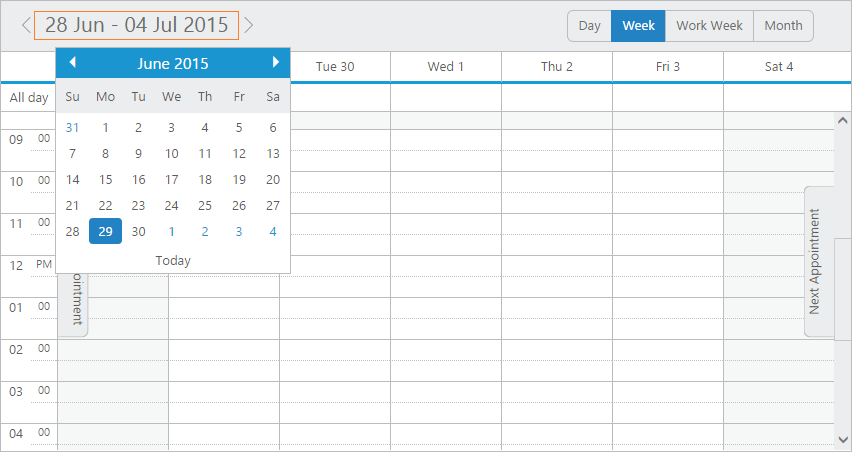 28 Jun - 04 Jul 2015
Day Week Work Week Month
June 2015
Tue 30 Wed 1 Thu 2 Fri 3 Sat 4
All day
Su Mo Tu We Th Fr Sa
31 1 2 3 4 5 6
7 8 9 10 11 12 13
14 15 16 17 18 19 20
21 22 23 24 25 26 27
28 29 30 1 2 3 4
Today
09 00
10 00
11 00
12 PM
01 00
02 00
03 00
04 00
Next Appointment